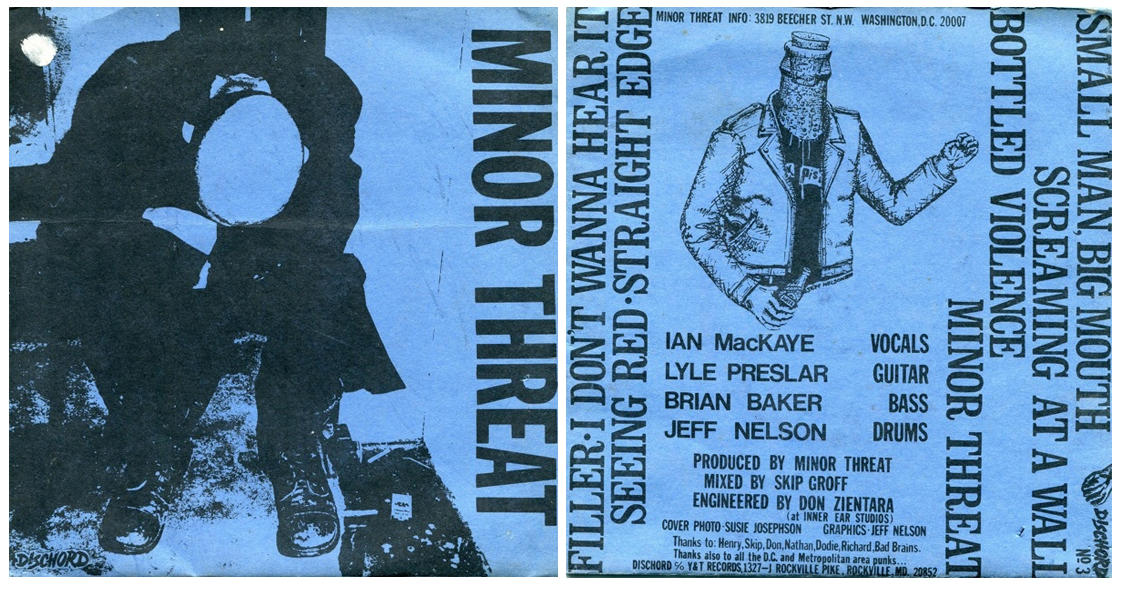 MINOR THREAT
DISCHORD
MINOR THREAT INFO: 3819 BEECHER ST. N.W. WASHINGTON, D.C. 20007
FILLER·I DON'T WANNA HEAR IT
SEEING RED·STRAIGHT EDGE
SMALL MAN, BIG MOUTH
SCREAMING AT A WALL
BOTTLED VIOLENCE
MINOR THREAT
IAN MacKAYE VOCALS
LYLE PRESLAR GUITAR
BRIAN BAKER BASS
JEFF NELSON DRUMS
PRODUCED BY MINOR THREAT
MIXED BY SKIP GROFF
ENGINEERED BY DON ZIENTARA
(at INNER EAR STUDIOS)
COVER PHOTO·SUSIE JOSEPHSON GRAPHICS·JEFF NELSON
Thanks to: Henry, Skip, Don, Nathan, Dodie, Richard, Bad Brains.
Thanks also to all the D.C. and Metropolitan area punks...
DISCHORD c/o Y&T RECORDS, 1327-J ROCKVILLE PIKE, ROCKVILLE, MD. 20852
DISCHORD
No 3